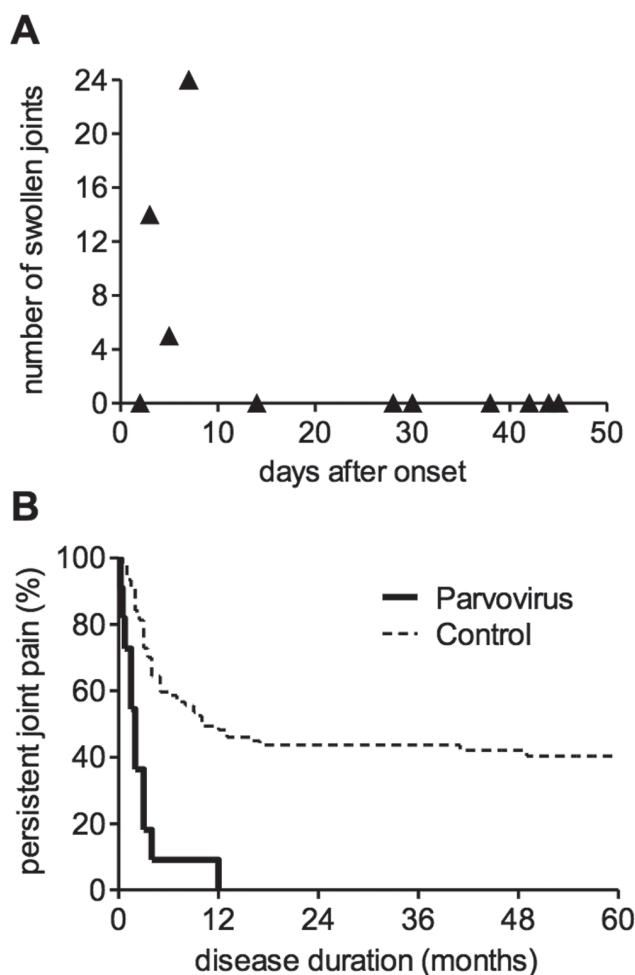 A
number of swollen joints
24
20
16
12
8
4
0
0 10 20 30 40 50
days after onset
B
persistent joint pain (%)
100
80
60
40
20
0
Parvovirus
Control
0 12 24 36 48 60
disease duration (months)